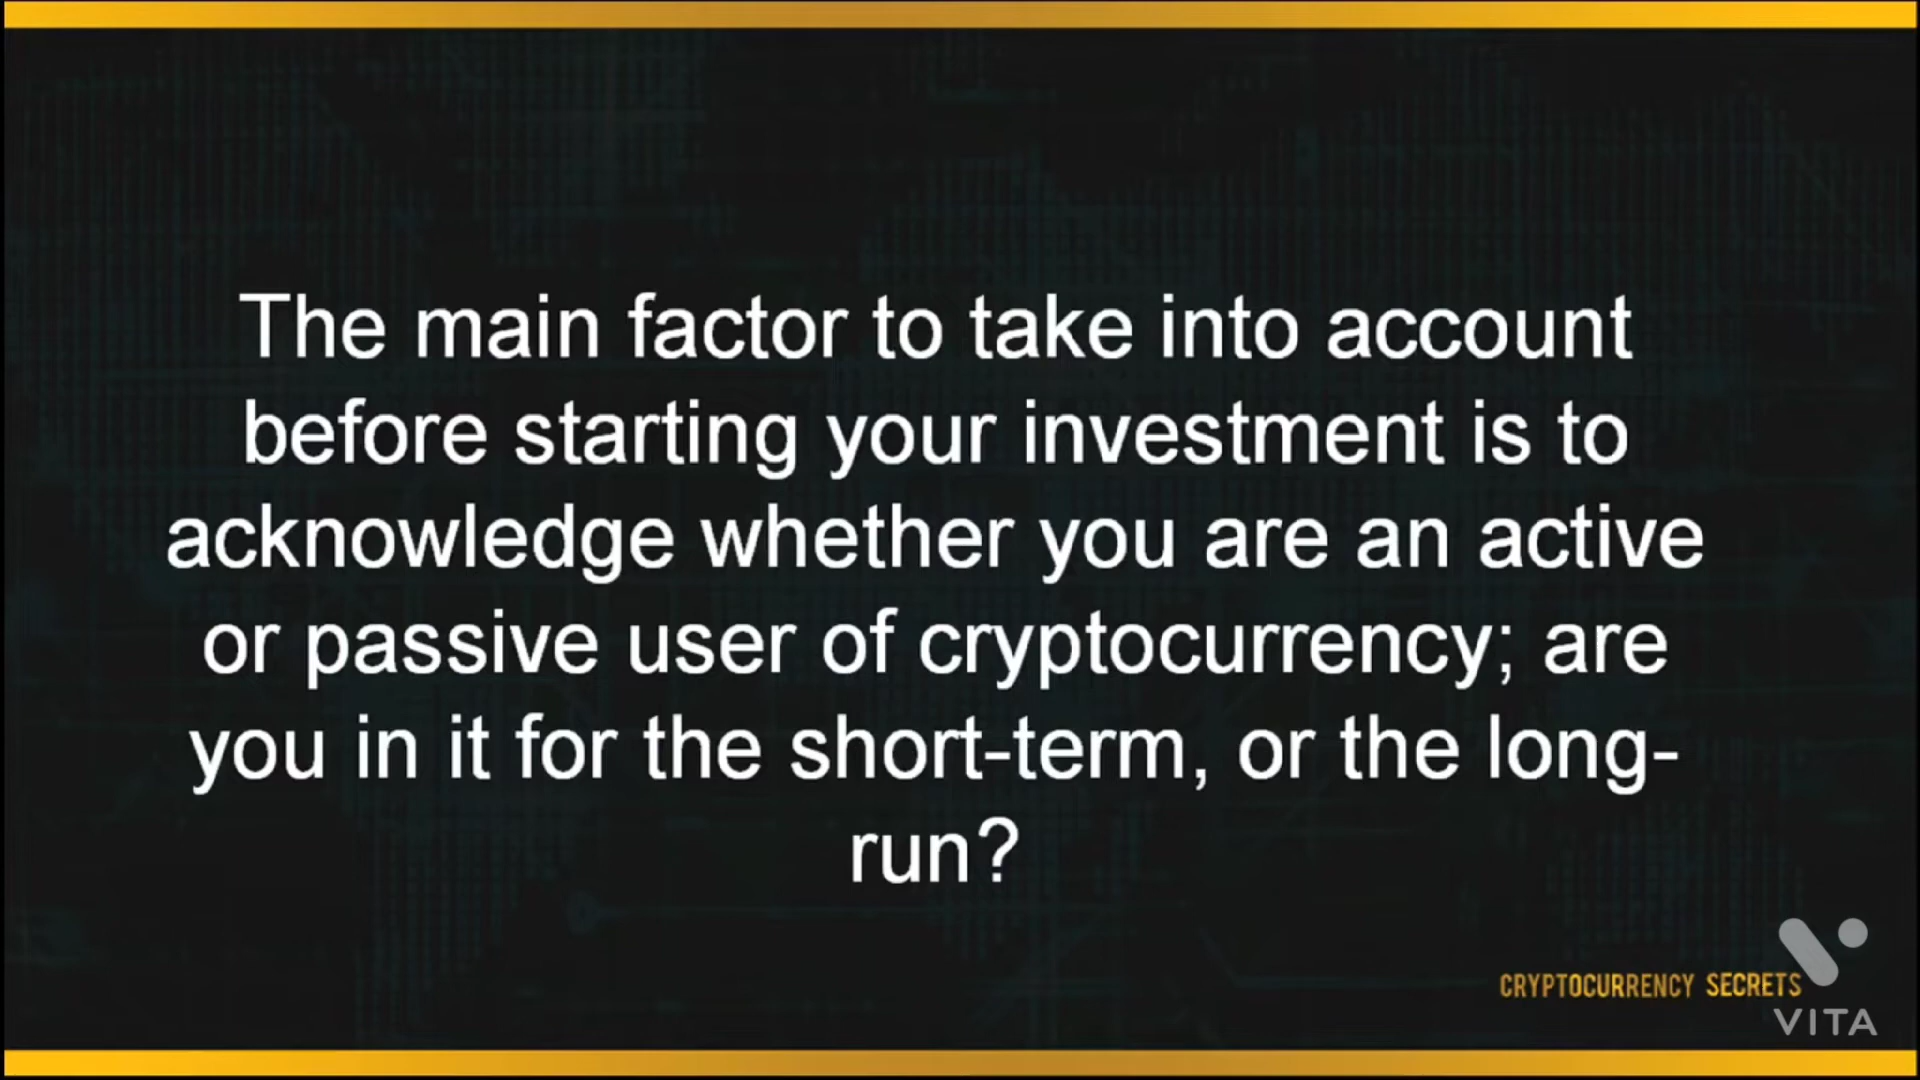 The main factor to take into account
before starting your investment is to
acknowledge whether you are an active
or passive user of cryptocurrency; are
you in it for the short-term, or the long-
run?
CRYPTOCURRENCY SECRETS
VITA